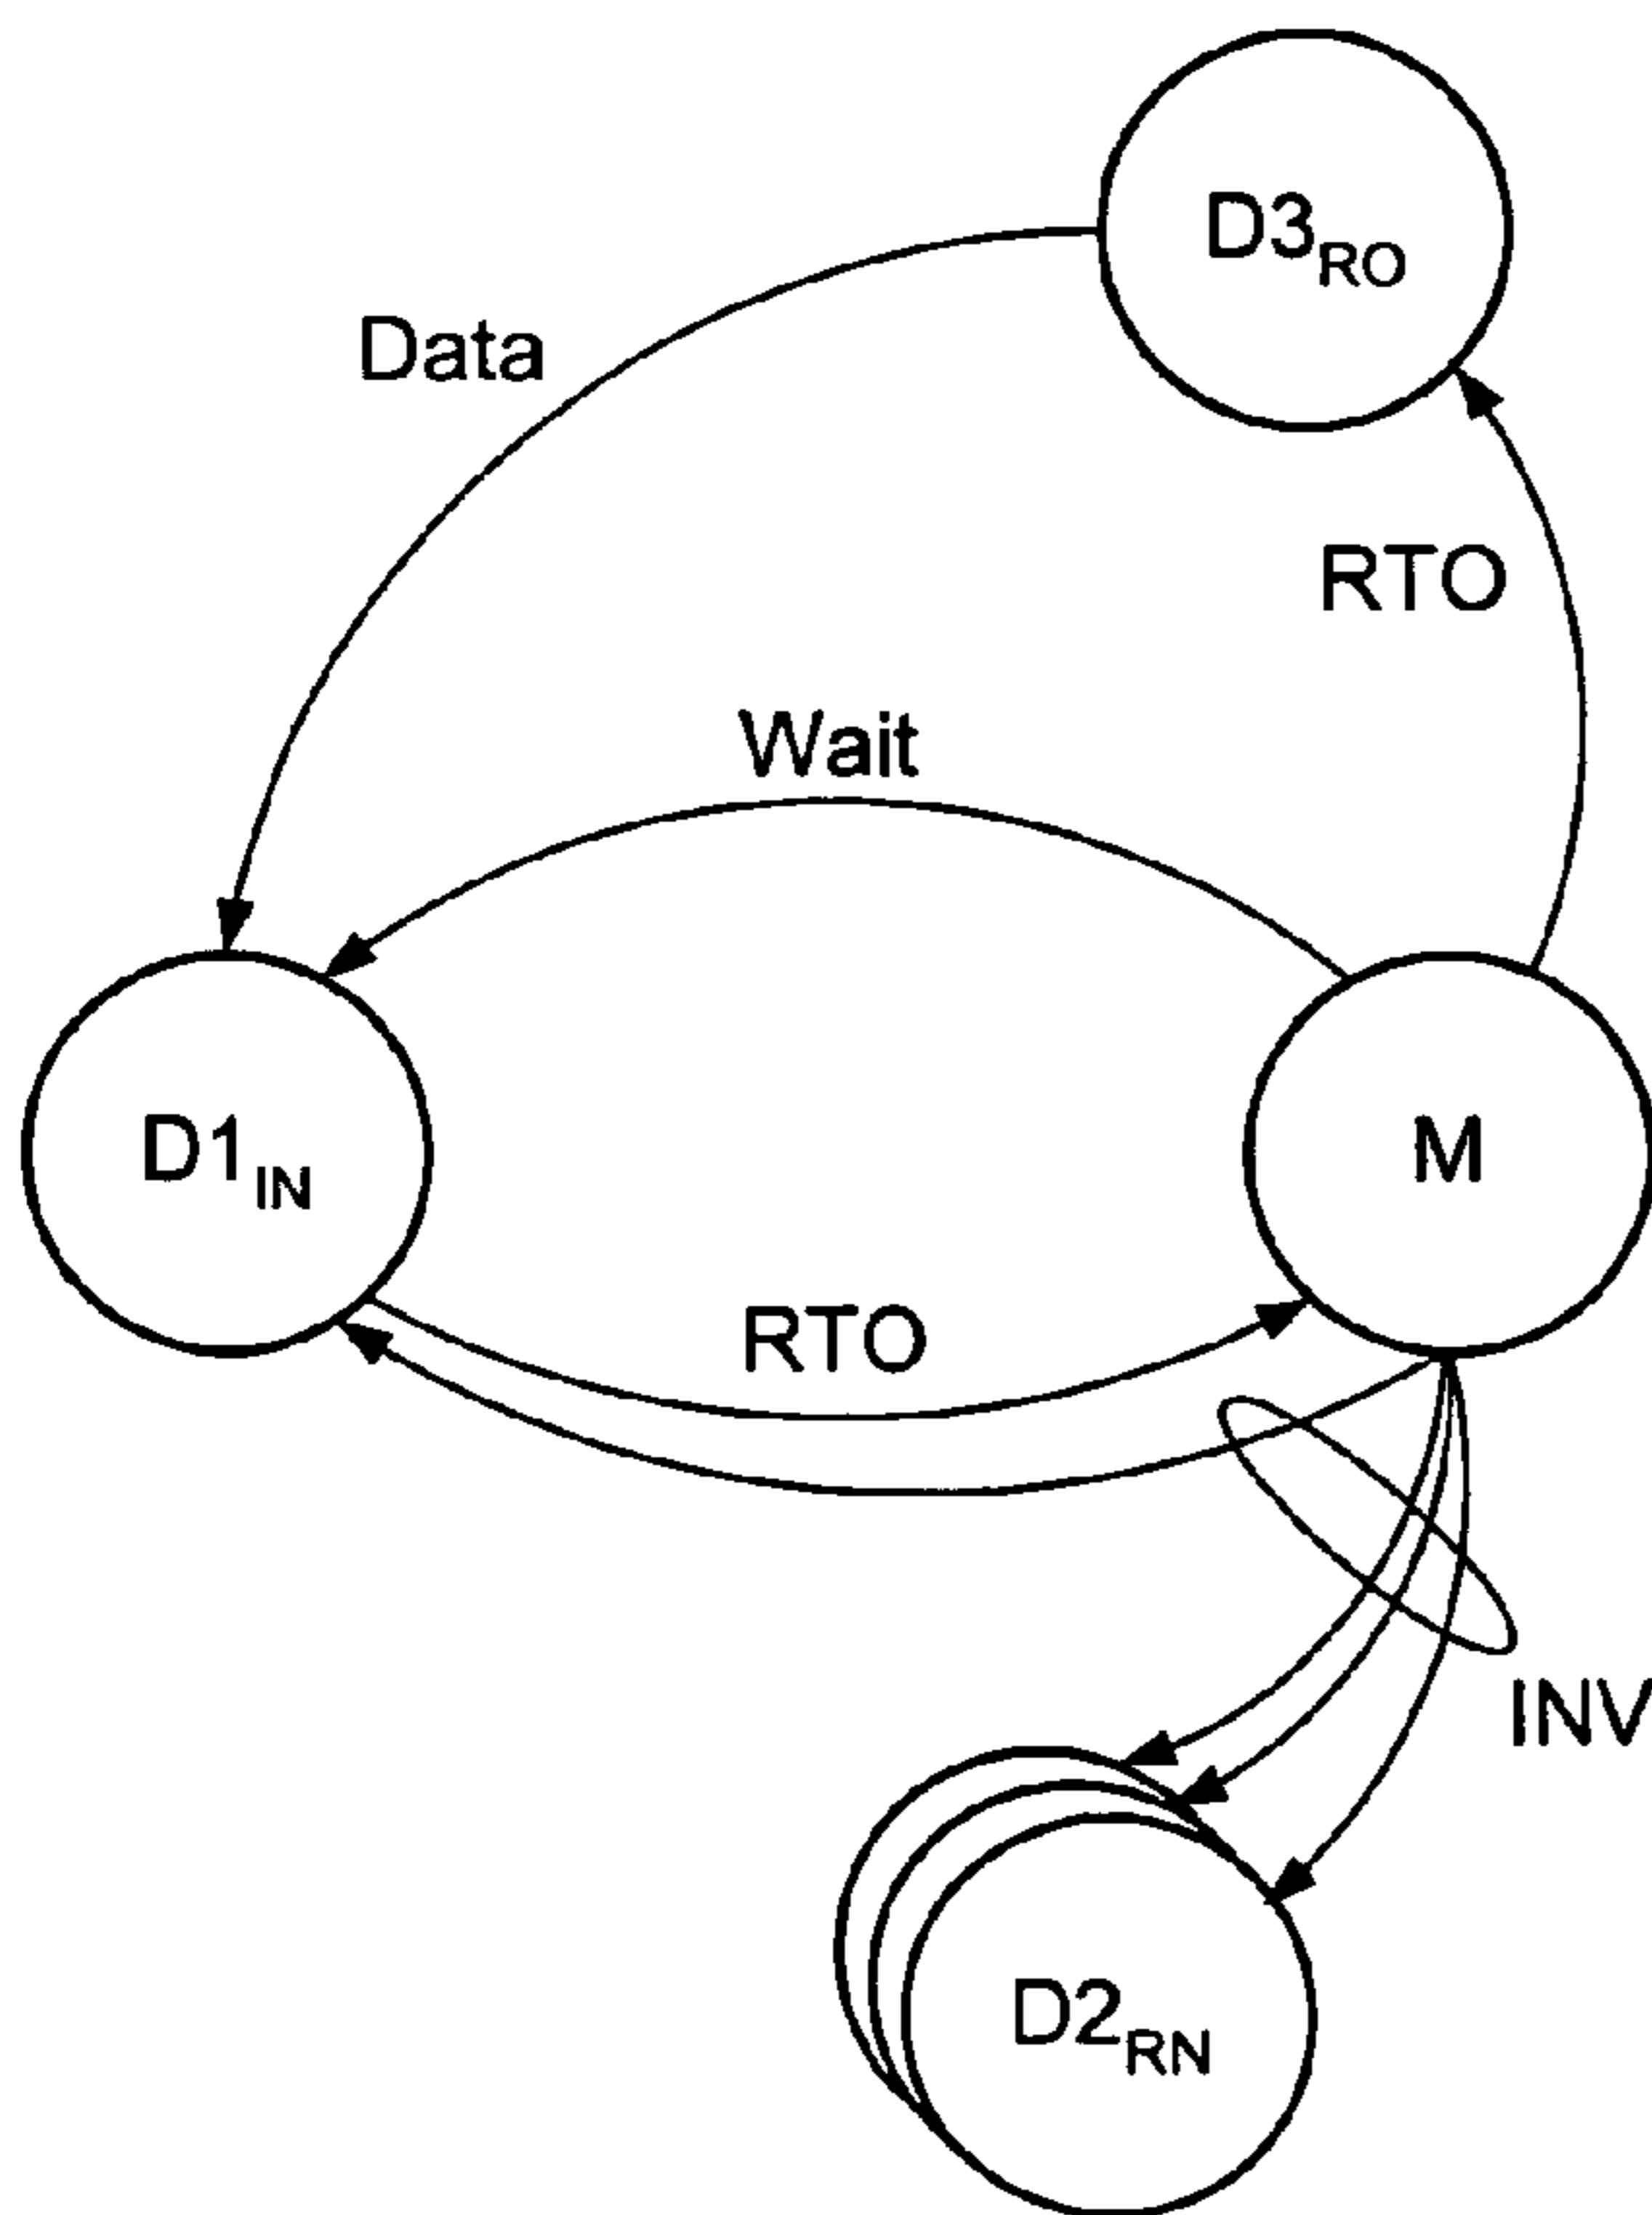 D3RO
Data
RTO
Wait
D1IN
M
RTO
INV
D2RN